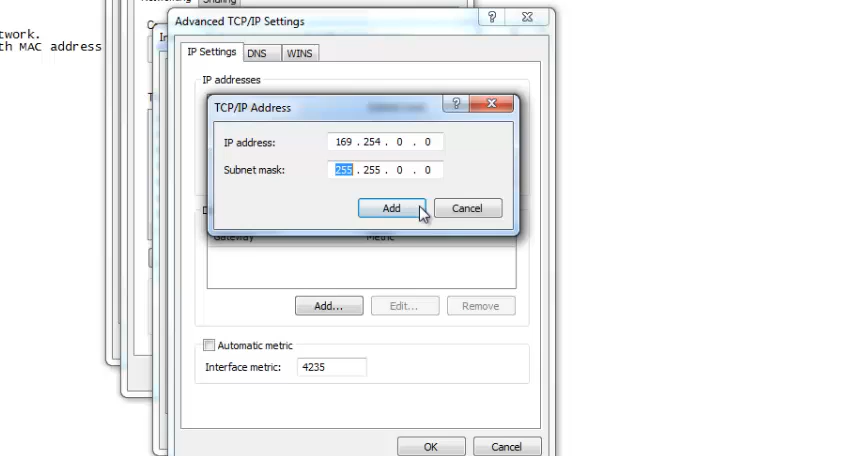 Networking Sharing
Advanced TCP/IP Settings
twork.
th MAC address
IP Settings DNS WINS
IP addresses
TCP/IP Address
IP address: 169 . 254 . 0 . 0
Subnet mask: 255 . 255 . 0 . 0
Add Cancel
Gateway Metric
Add... Edit... Remove
Automatic metric
Interface metric: 4235
OK Cancel